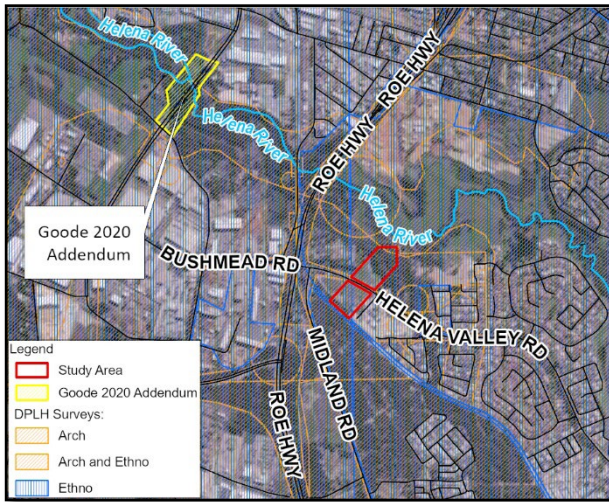 Helena River
Helena River
ROE HWY - ROE HWY
Helena River
Goode 2020
Addendum
BUSHMEAD RD
HELENA VALLEY RD
MIDLAND RD
ROE HWY
Legend
Study Area
Goode 2020 Addendum
DPLH Surveys:
Arch
Arch and Ethno
Ethno